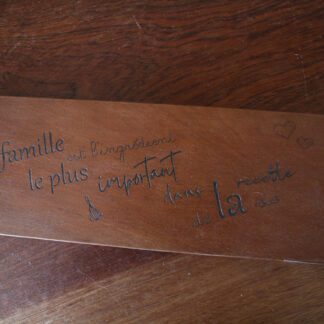 famille est l'ingrédient
le plus important
dans la recette
de